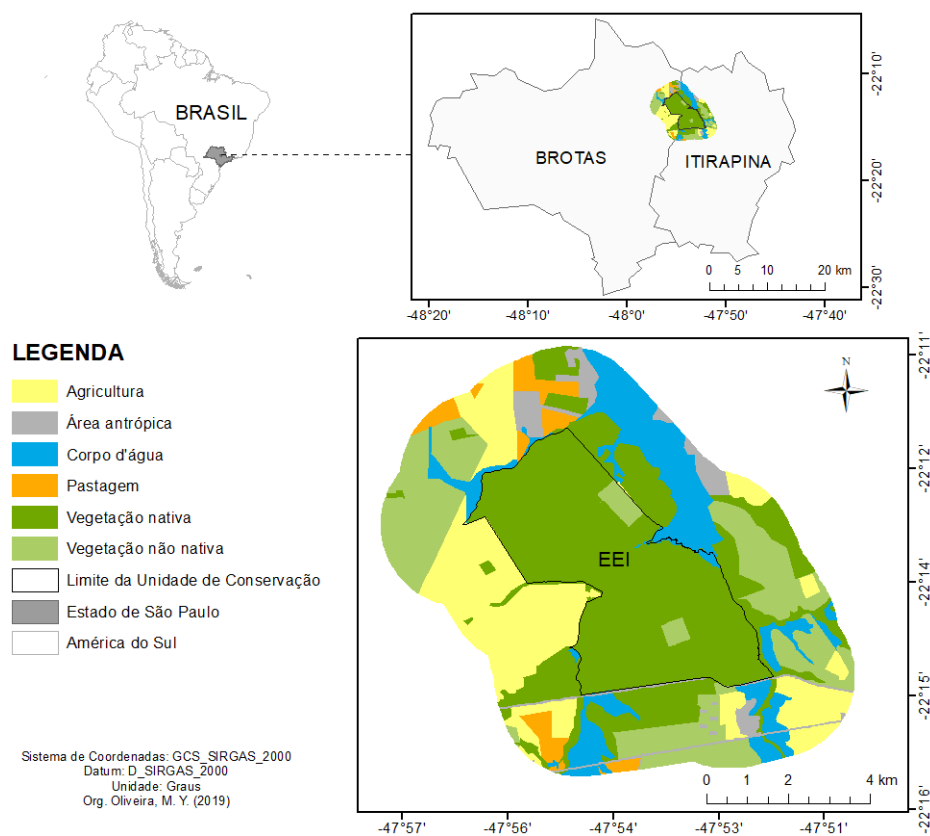 BRASIL
BROTAS
ITIRAPINA
0 5 10 20 km
-22°10'
-22°20'
-22°30'
-48°20' -48°10' -48°0' -47°50' -47°40'
LEGENDA
Agricultura
Área antrópica
Corpo d'água
Pastagem
Vegetação nativa
Vegetação não nativa
Limite da Unidade de Conservação
Estado de São Paulo
América do Sul
Sistema de Coordenadas: GCS_SIRGAS_2000
Datum: D_SIRGAS_2000
Unidade: Graus
Org. Oliveira, M. Y. (2019)
N
EEI
0 1 2 4 km
-22°11'
-22°12'
-22°14'
-22°15'
-22°16'
-47°57' -47°56' -47°54' -47°53' -47°51'